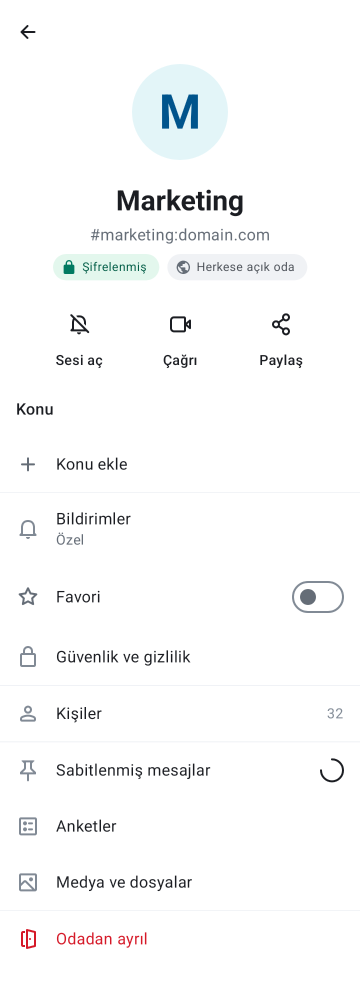 M
Marketing
#marketing:domain.com
Şifrelenmiş
Herkese açık oda
Sesi aç
Çağrı
Paylaş
Konu
Konu ekle
Bildirimler
Özel
Favori
Güvenlik ve gizlilik
Kişiler
32
Sabitlenmiş mesajlar
Anketler
Medya ve dosyalar
Odadan ayrıl